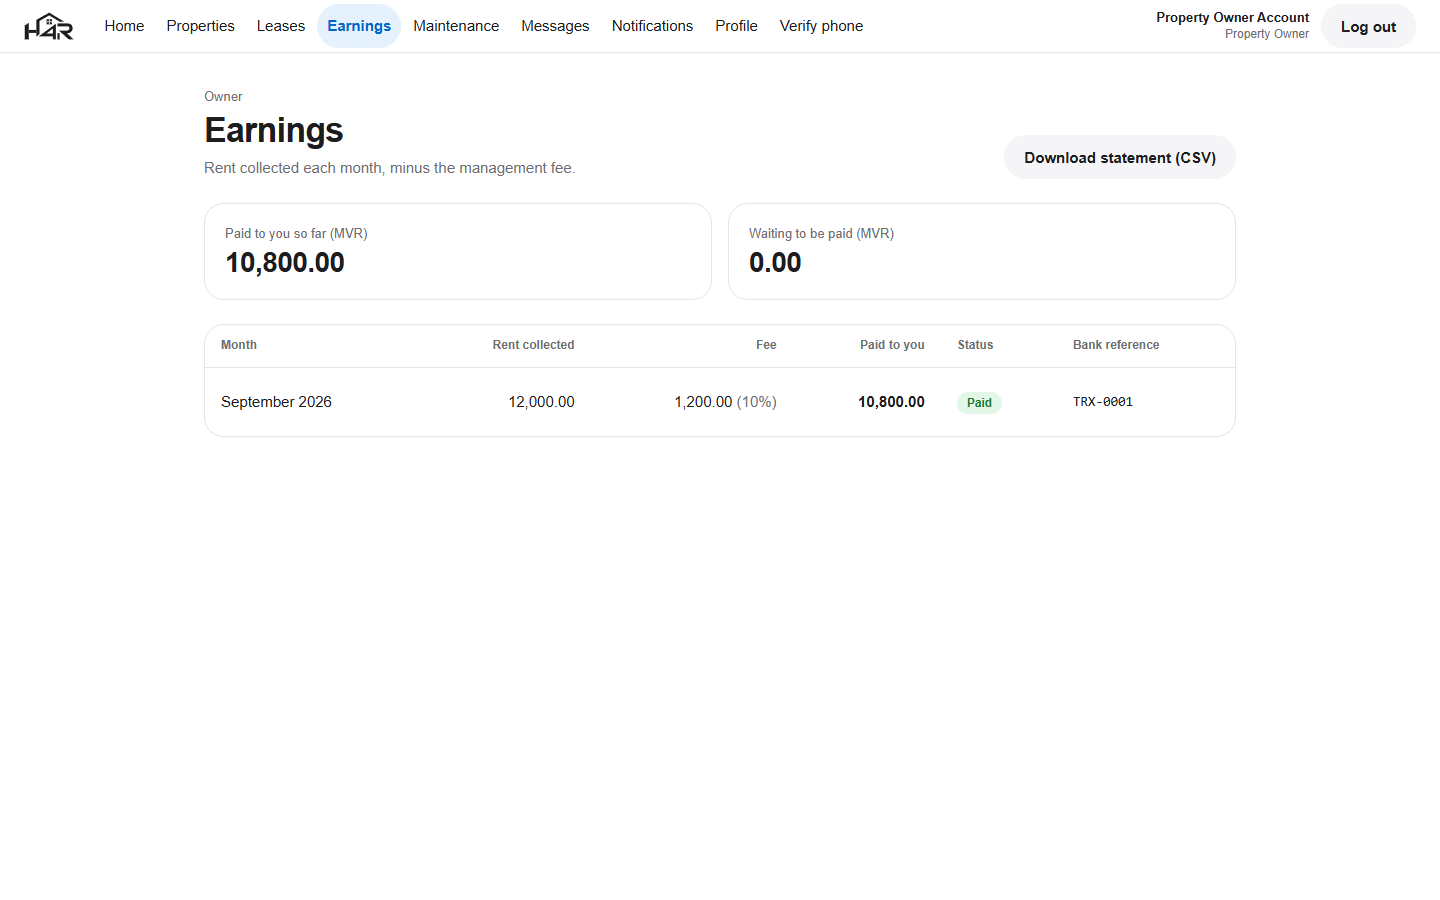 H4R Home Properties Leases Earnings Maintenance Messages Notifications Profile Verify phone
Property Owner Account
Property Owner
Log out
Owner
Earnings
Rent collected each month, minus the management fee.
Download statement (CSV)
Paid to you so far (MVR)
10,800.00
Waiting to be paid (MVR)
0.00
Month Rent collected Fee Paid to you Status Bank reference
September 2026 12,000.00 1,200.00 (10%) 10,800.00 Paid TRX-0001